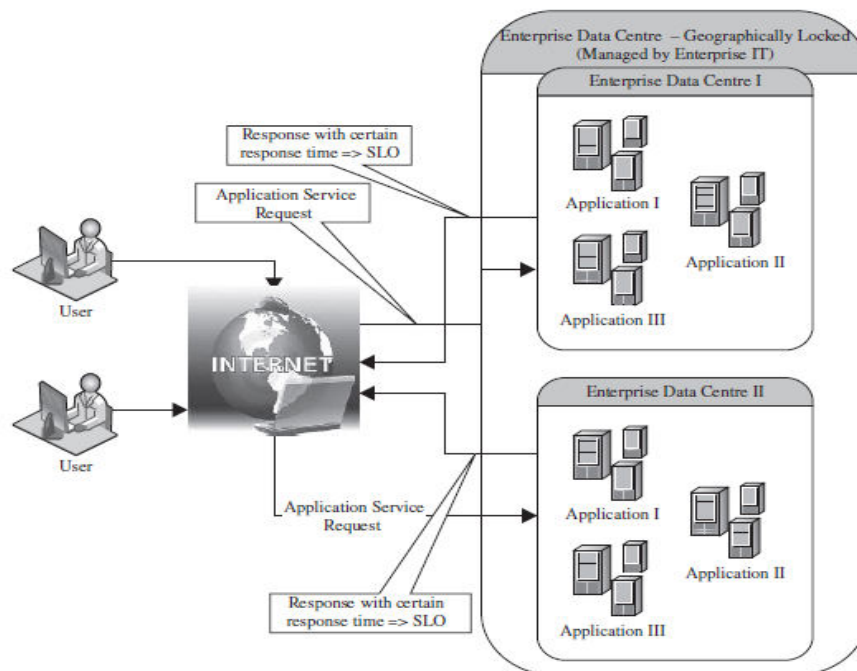 Enterprise Data Centre – Geographically Locked
(Managed by Enterprise IT)
Enterprise Data Centre I
Response with certain
response time => SLO
Application Service
Request
Application I
Application II
Application III
User
INTERNET
User
Enterprise Data Centre II
Application Service
Request
Application I
Application II
Response with certain
response time => SLO
Application III